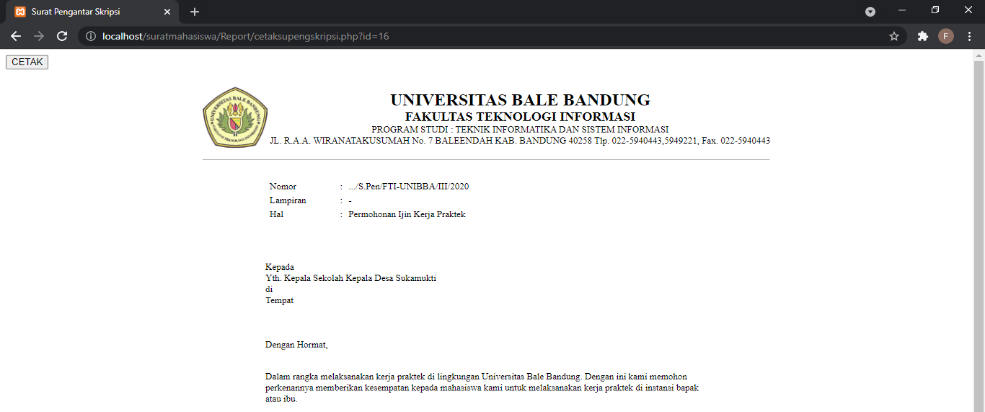 Surat Pengantar Skripsi
localhost/suratmahasiswa/Report/cetaksupengskripsi.php?id=16
F
CETAK
UNIVERSITAS BALE BANDUNG
FAKULTAS TEKNOLOGI INFORMASI
PROGRAM STUDI : TEKNIK INFORMATIKA DAN SISTEM INFORMASI
JL. R.A.A. WIRANATAKUSUMAH No. 7 BALEENDAH KAB. BANDUNG 40258 Tlp. 022-5940443,5949221, Fax. 022-5940443
Nomor : .../S.Pen/FTI-UNIBBA/III/2020
Lampiran : -
Hal : Permohonan Ijin Kerja Praktek
Kepada
Yth. Kepala Sekolah Kepala Desa Sukamukti
di
Tempat
Dengan Hormat,
Dalam rangka melaksanakan kerja praktek di lingkungan Universitas Bale Bandung. Dengan ini kami memohon
perkenannya memberikan kesempatan kepada mahasiswa kami untuk melaksanakan kerja praktek di instansi bapak
atau ibu.